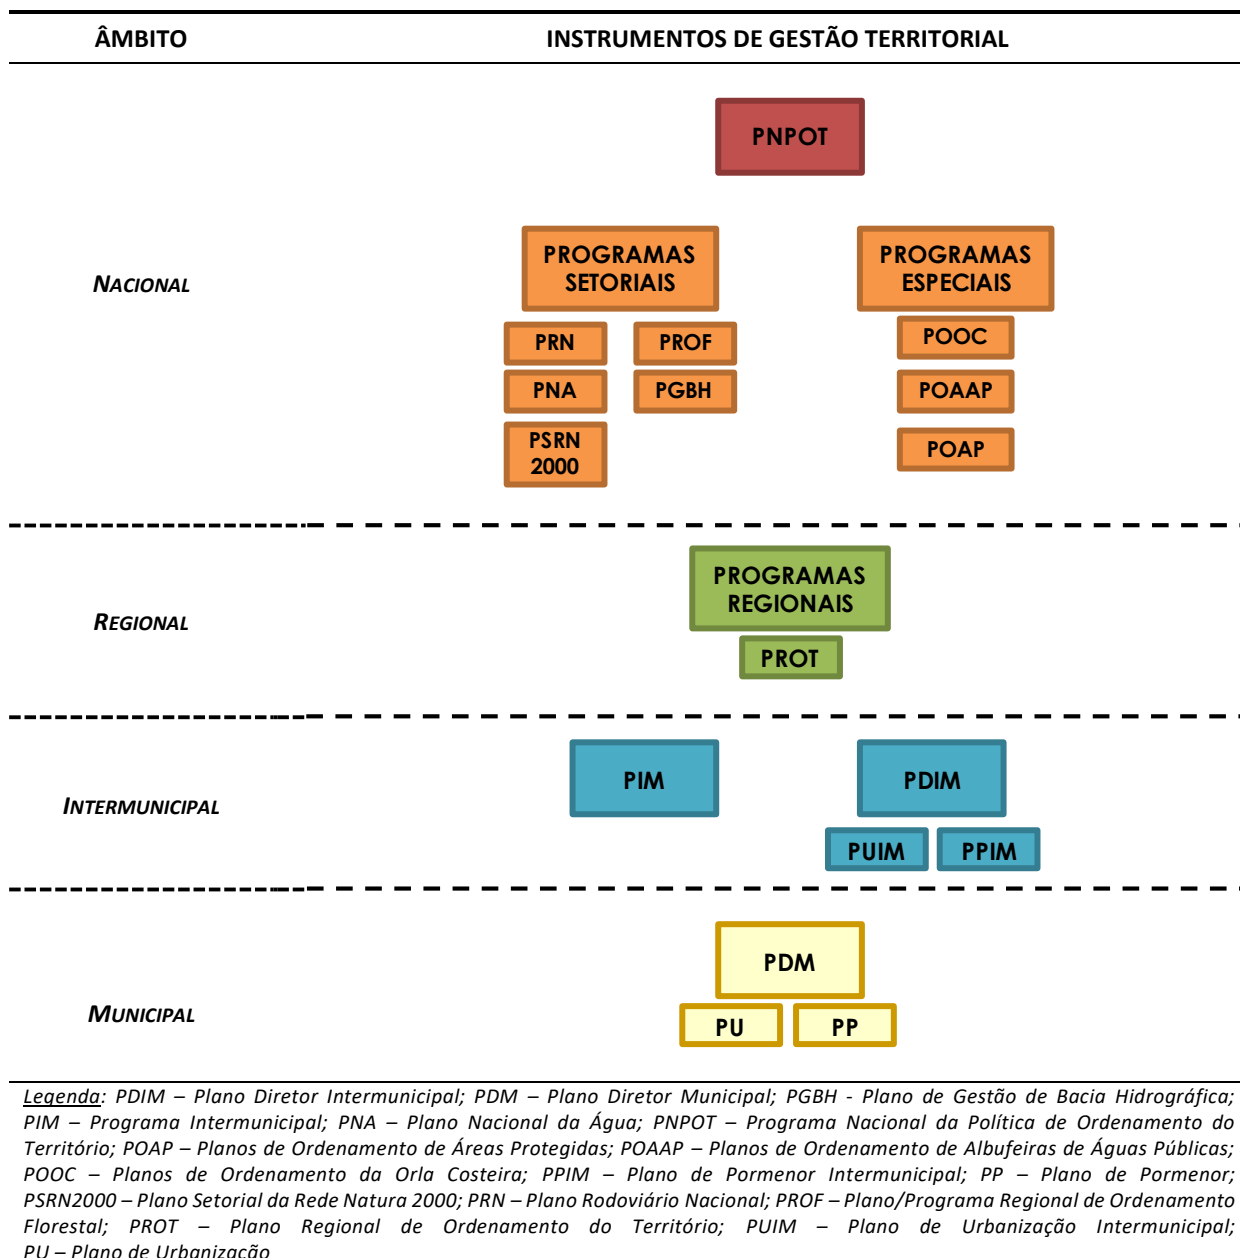 ÂMBITO INSTRUMENTOS DE GESTÃO TERRITORIAL
PNPOT
NACIONAL
PROGRAMAS
SETORIAIS
PRN PROF
PNA PGBH
PSRN
2000
PROGRAMAS
ESPECIAIS
POOC
POAAP
POAP
REGIONAL
PROGRAMAS
REGIONAIS
PROT
INTERMUNICIPAL
PIM PDIM
PUIM PPIM
MUNICIPAL
PDM
PU PP
Legenda: PDIM – Plano Diretor Intermunicipal; PDM – Plano Diretor Municipal; PGBH - Plano de Gestão de Bacia Hidrográfica;
PIM – Programa Intermunicipal; PNA – Plano Nacional da Água; PNPOT – Programa Nacional da Política de Ordenamento do
Território; POAP – Planos de Ordenamento de Áreas Protegidas; POAAP – Planos de Ordenamento de Albufeiras de Águas Públicas;
POOC – Planos de Ordenamento da Orla Costeira; PPIM – Plano de Pormenor Intermunicipal; PP – Plano de Pormenor;
PSRN2000 – Plano Setorial da Rede Natura 2000; PRN – Plano Rodoviário Nacional; PROF – Plano/Programa Regional de Ordenamento
Florestal; PROT – Plano Regional de Ordenamento do Território; PUIM – Plano de Urbanização Intermunicipal;
PU – Plano de Urbanização